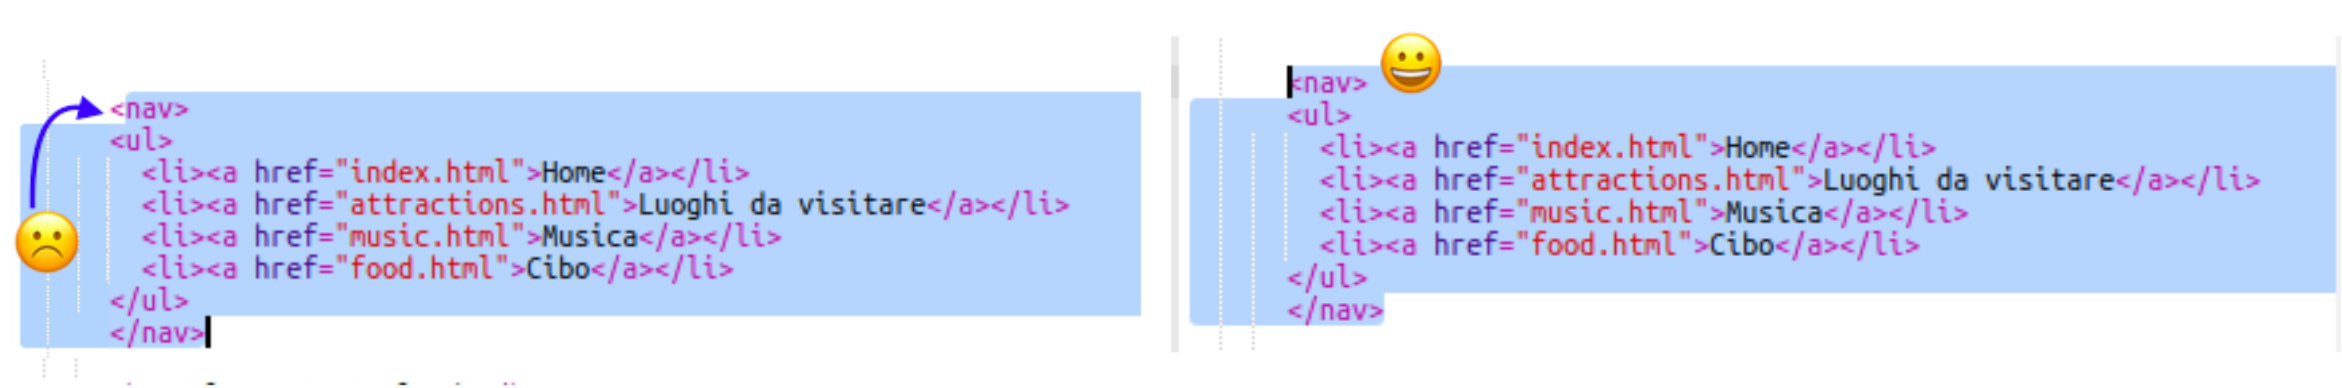 <nav>
<ul>
<li><a href="index.html">Home</a></li>
<li><a href="attractions.html">Luoghi da visitare</a></li>
<li><a href="music.html">Musica</a></li>
<li><a href="food.html">Cibo</a></li>
</ul>
</nav>
<nav>
<ul>
<li><a href="index.html">Home</a></li>
<li><a href="attractions.html">Luoghi da visitare</a></li>
<li><a href="music.html">Musica</a></li>
<li><a href="food.html">Cibo</a></li>
</ul>
</nav>